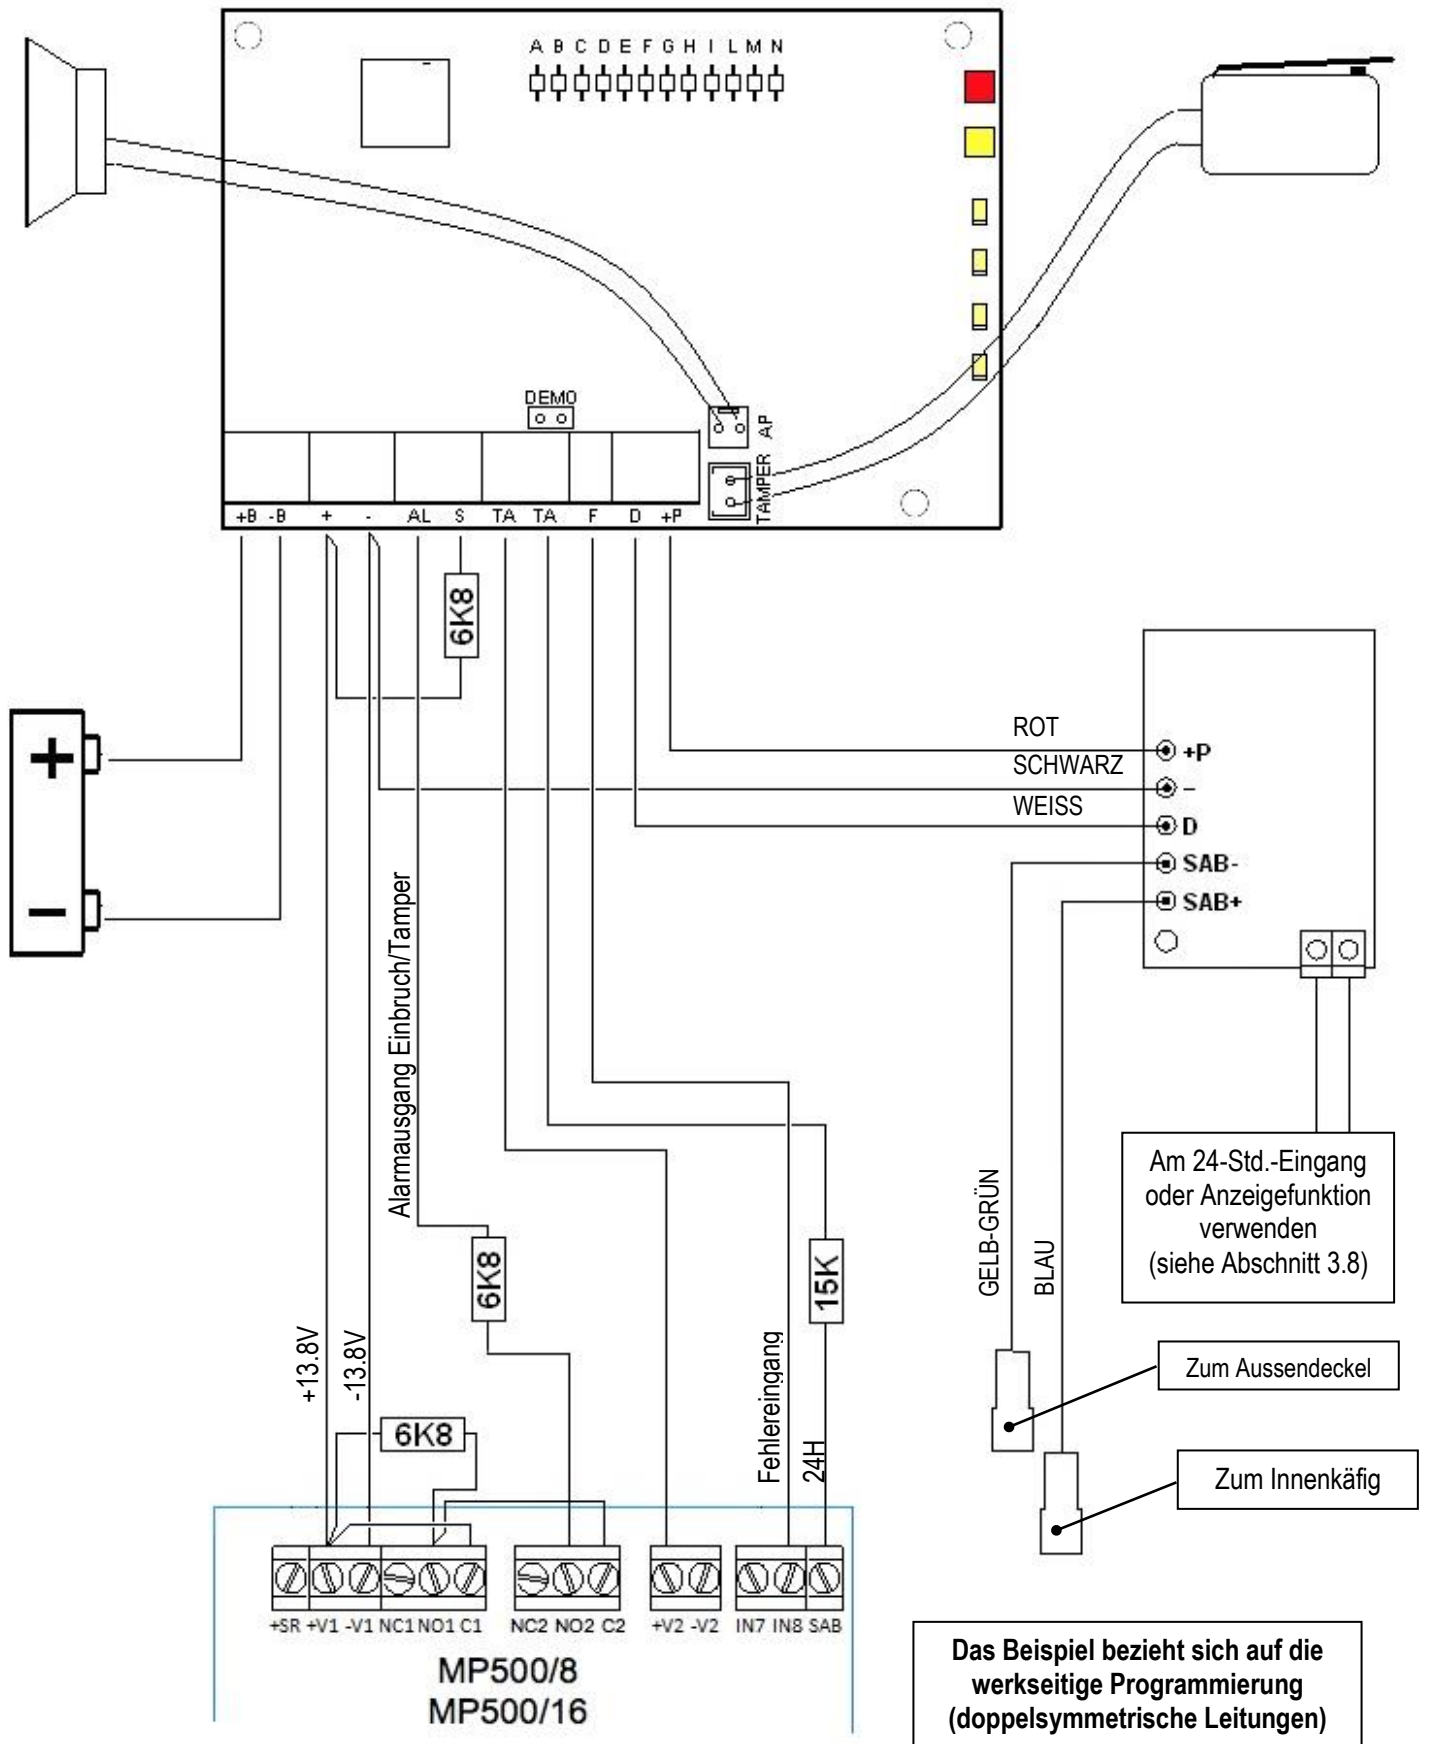 A B C D E F G H I L M N
DEMO
AP
TAMPER
+B -B + - AL S TA TA F D +P
6K8
+
-
ROT
SCHWARZ
WEISS
+P
-
D
SAB-
SAB+
Alarmausgang Einbruch/Tamper
6K8
15K
GELB-GRÜN
BLAU
Am 24-Std.-Eingang
oder Anzeigefunktion
verwenden
(siehe Abschnitt 3.8)
+13.8V
-13.8V
Fehlereingang
24H
6K8
Zum Aussendeckel
Zum Innenkäfig
+SR +V1 -V1 NC1 NO1 C1 NC2 NO2 C2 +V2 -V2 IN7 IN8 SAB
MP500/8
MP500/16
Das Beispiel bezieht sich auf die
werkseitige Programmierung
(doppelsymmetrische Leitungen)